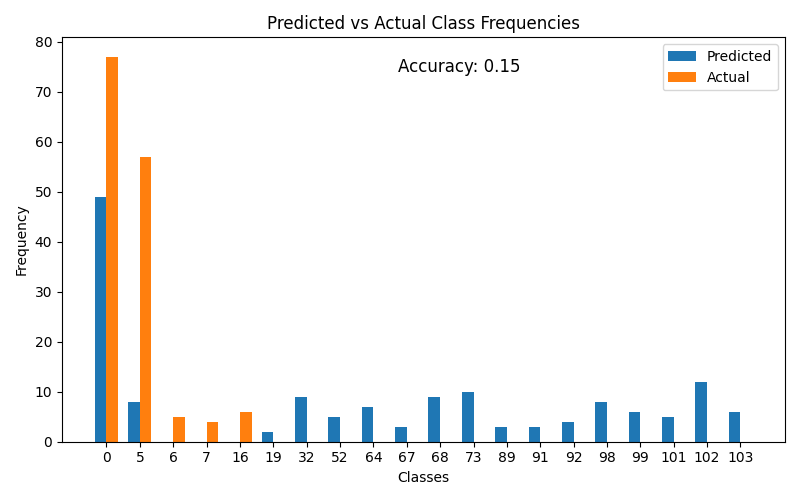 Predicted vs Actual Class Frequencies
Accuracy: 0.15
Predicted
Actual
Frequency
80
70
60
50
40
30
20
10
0
0 5 6 7 16 19 32 52 64 67 68 73 89 91 92 98 99 101 102 103
Classes